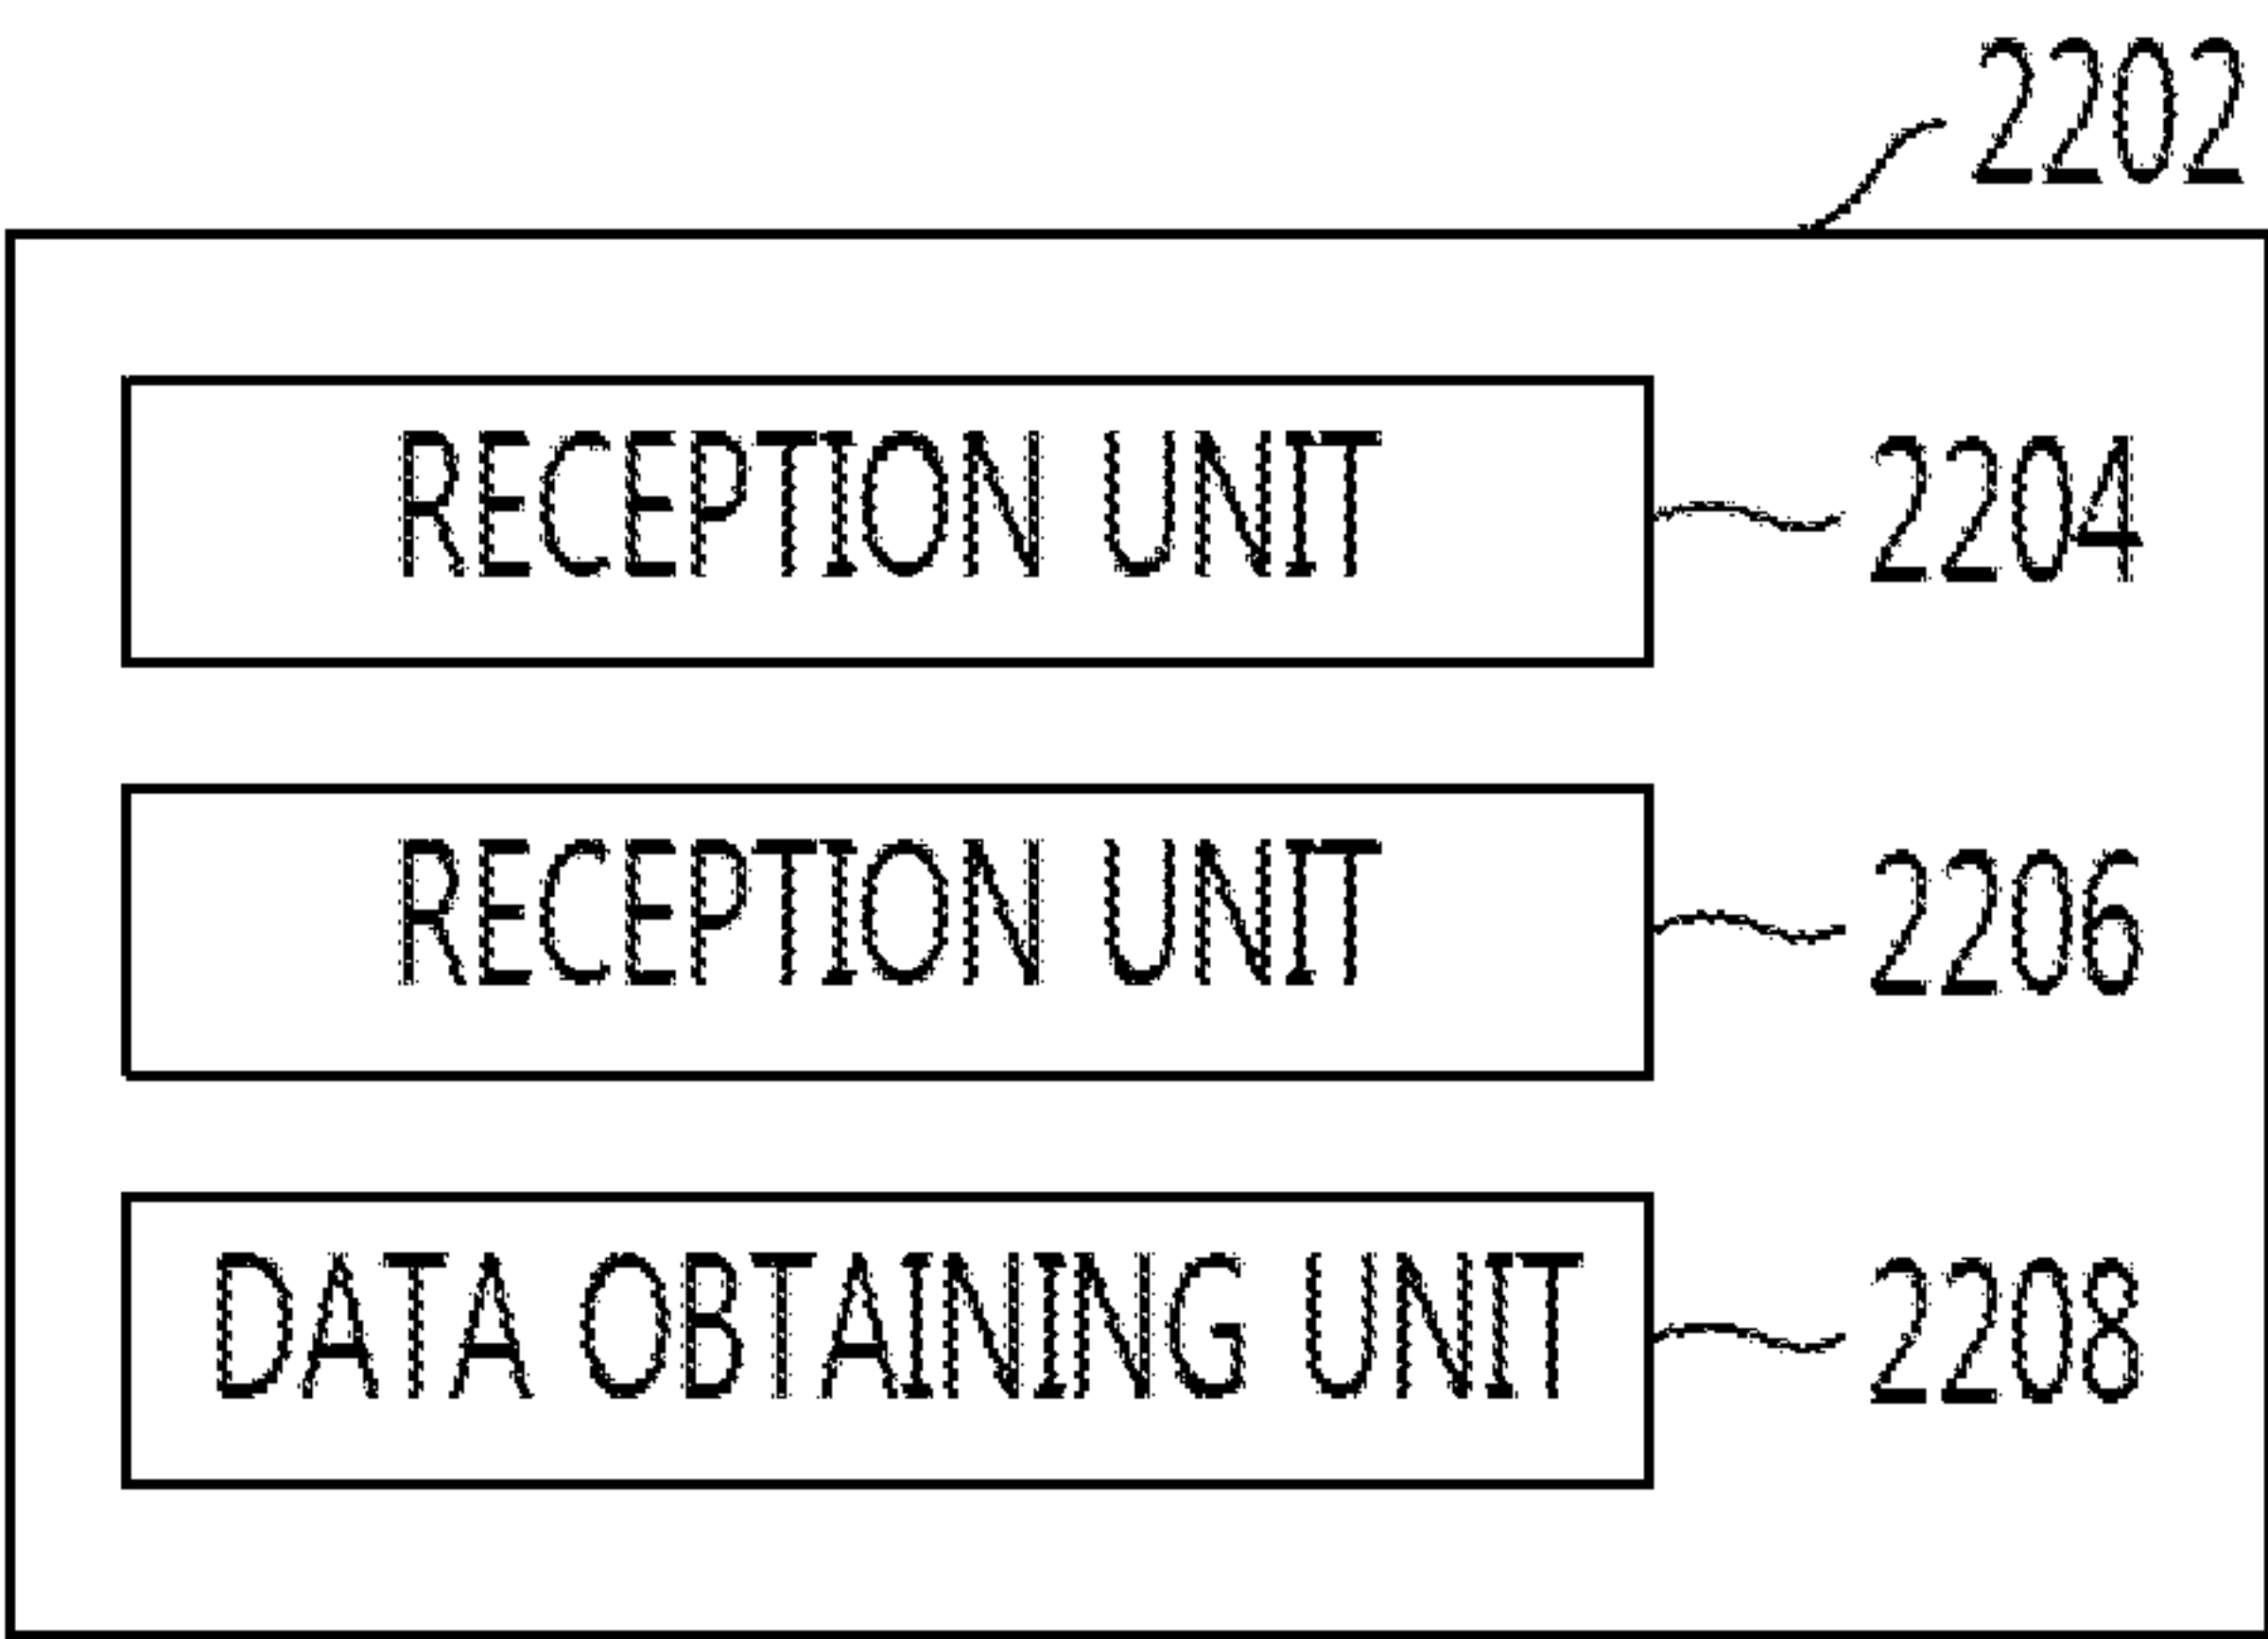 2202
RECEPTION UNIT 2204
RECEPTION UNIT 2206
DATA OBTAINING UNIT 2208